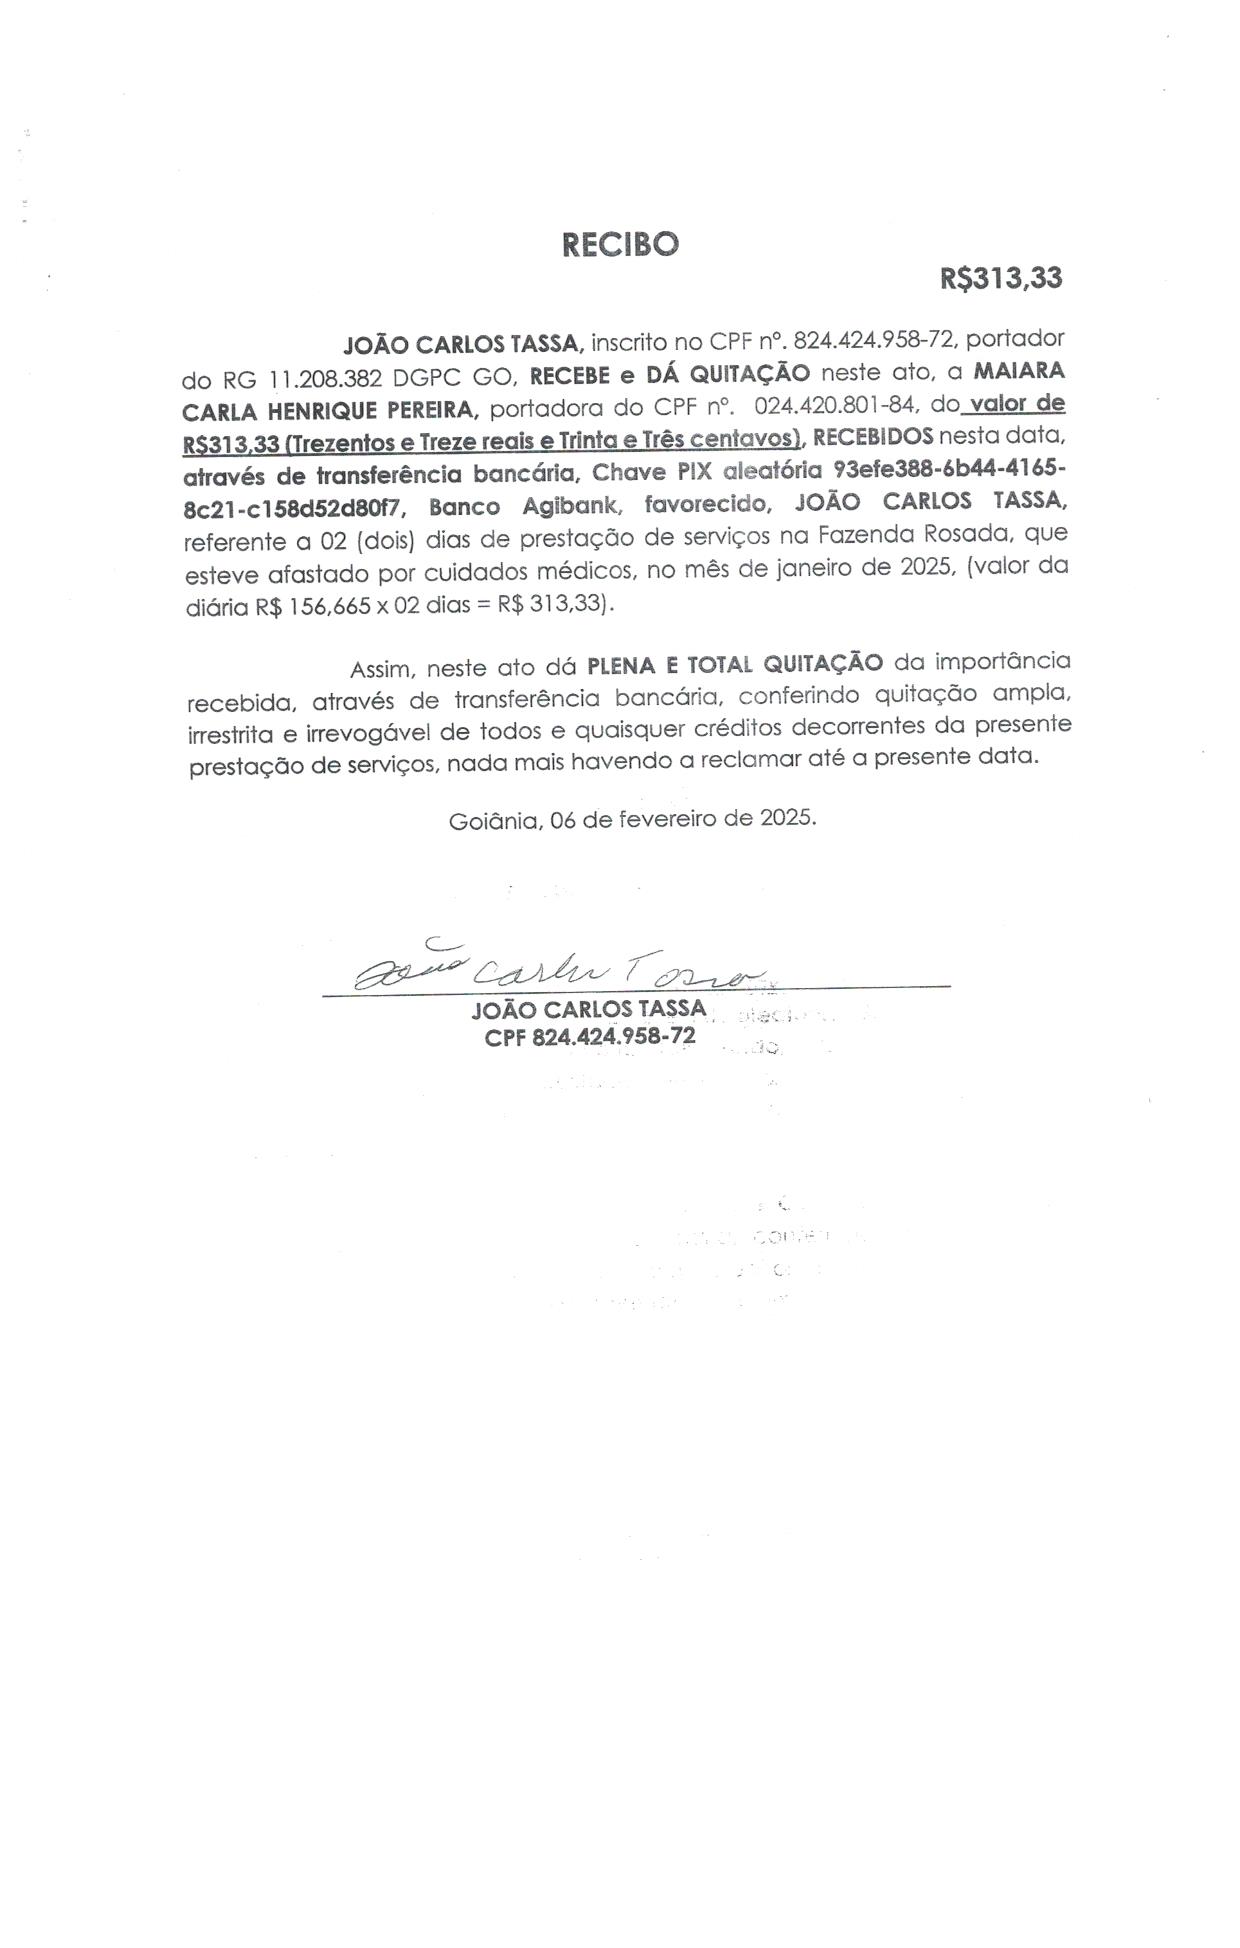 RECIBO
R$313,33
JOÃO CARLOS TASSA, inscrito no CPF nº. 824.424.958-72, portador
do RG 11.208.382 DGPC GO, RECEBE e DÁ QUITAÇÃO neste ato, a MAIARA
CARLA HENRIQUE PEREIRA, portadora do CPF nº. 024.420.801-84, do valor de
R$313,33 (Trezentos e Treze reais e Trinta e Três centavos), RECEBIDOS nesta data,
através de transferência bancária, Chave PIX aleatória 93efe388-6b44-4165-
8c21-c158d52d80f7, Banco Agibank, favorecido, JOÃO CARLOS TASSA,
referente a 02 (dois) dias de prestação de serviços na Fazenda Rosada, que
esteve afastado por cuidados médicos, no mês de janeiro de 2025, (valor da
diária R$ 156,665 x 02 dias = R$ 313,33).
Assim, neste ato dá PLENA E TOTAL QUITAÇÃO da importância
recebida, através de transferência bancária, conferindo quitação ampla,
irrestrita e irrevogável de todos e quaisquer créditos decorrentes da presente
prestação de serviços, nada mais havendo a reclamar até a presente data.
Goiânia, 06 de fevereiro de 2025.
João Carlos Tassa
JOÃO CARLOS TASSA
CPF 824.424.958-72